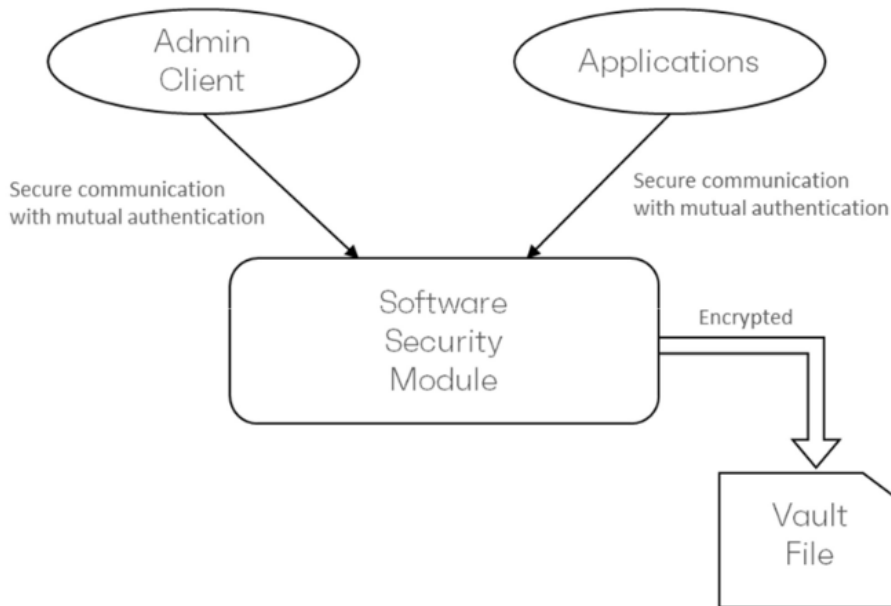 Admin
Client
Applications
Secure communication
with mutual authentication
Secure communication
with mutual authentication
Software
Security
Module
Encrypted
Vault
File